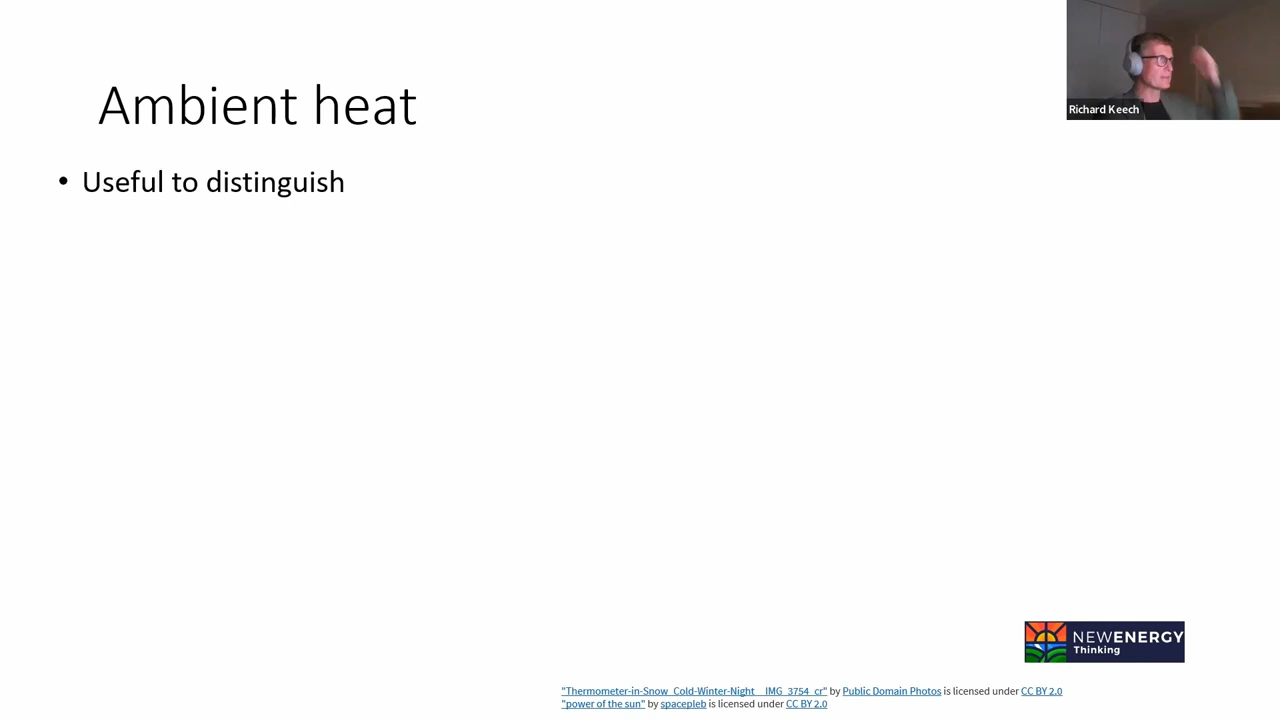 Richard Keech
Ambient heat
• Useful to distinguish
NEWENERGY
Thinking
"Thermometer-in-Snow_Cold-Winter-Night__IMG_3754_cr" by Public Domain Photos is licensed under CC BY 2.0
"power of the sun" by spacepleb is licensed under CC BY 2.0